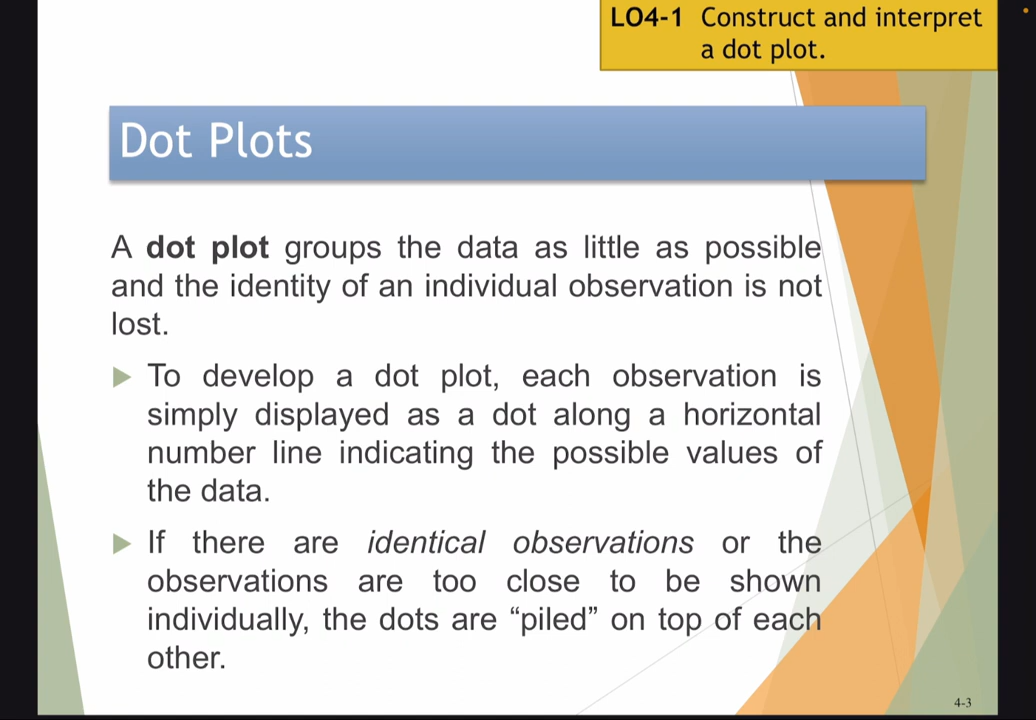 LO4-1 Construct and interpret
a dot plot.
Dot Plots
A dot plot groups the data as little as possible
and the identity of an individual observation is not
lost.
To develop a dot plot, each observation is
simply displayed as a dot along a horizontal
number line indicating the possible values of
the data.
If there are identical observations or the
observations are too close to be shown
individually, the dots are “piled” on top of each
other.
4-3